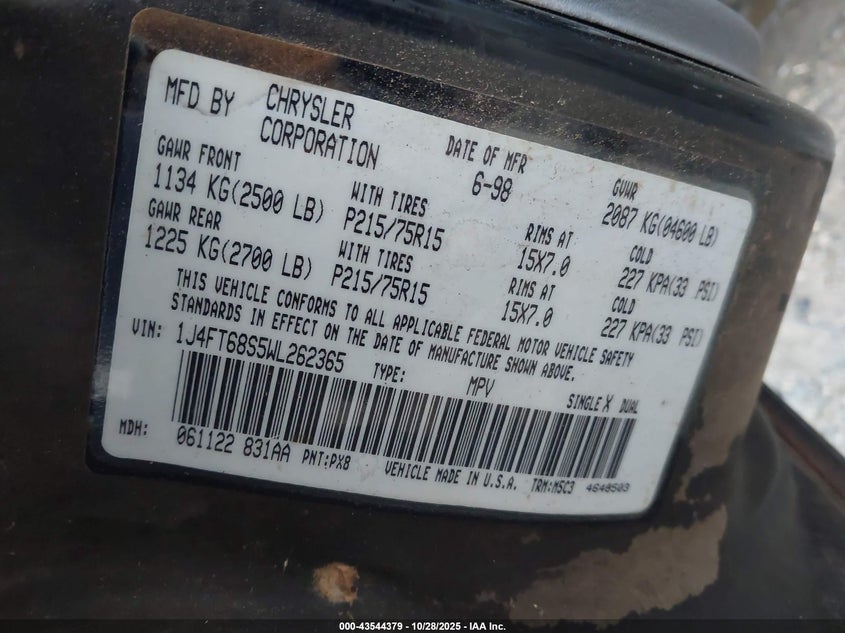 MFD BY CHRYSLER CORPORATION DATE OF MFR 6-98 GVWR 2087 KG(04600 LB)
GAWR FRONT WITH TIRES RIMS AT COLD
1134 KG(2500 LB) P215/75R15 15X7.0 227 KPA(33 PSI)
GAWR REAR WITH TIRES RIMS AT COLD
1225 KG(2700 LB) P215/75R15 15X7.0 227 KPA(33 PSI)
THIS VEHICLE CONFORMS TO ALL APPLICABLE FEDERAL MOTOR VEHICLE SAFETY
STANDARDS IN EFFECT ON THE DATE OF MANUFACTURE SHOWN ABOVE.
VIN: 1J4FT68S5WL262365 TYPE: MPV SINGLE X DUAL
MDH: 061122 831AA PNT:PX8 VEHICLE MADE IN U.S.A. TRM:M5C3 4648503
000-43544379 | 10/28/2025 - IAA Inc.